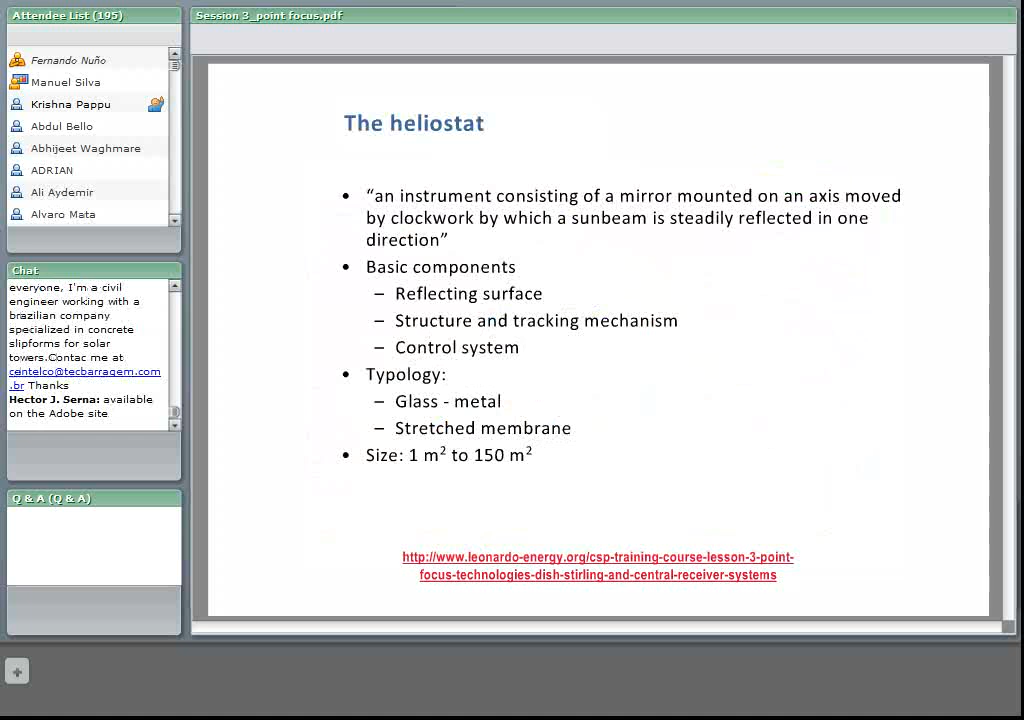 Attendee List (195)
Fernando Nuño
Manuel Silva
Krishna Pappu
Abdul Bello
Abhijeet Waghmare
ADRIAN
Ali Aydemir
Alvaro Mata
Chat
everyone, I'm a civil
engineer working with a
brazilian company
specialized in concrete
slipforms for solar
towers.Contac me at
ceintelco@tecbarragem.com
.br Thanks
Hector J. Serna: available
on the Adobe site
Q & A (Q & A)
Session 3_point focus.pdf
The heliostat
• “an instrument consisting of a mirror mounted on an axis moved
by clockwork by which a sunbeam is steadily reflected in one
direction”
• Basic components
– Reflecting surface
– Structure and tracking mechanism
– Control system
• Typology:
– Glass - metal
– Stretched membrane
• Size: 1 m² to 150 m²
http://www.leonardo-energy.org/csp-training-course-lesson-3-point-
focus-technologies-dish-stirling-and-central-receiver-systems